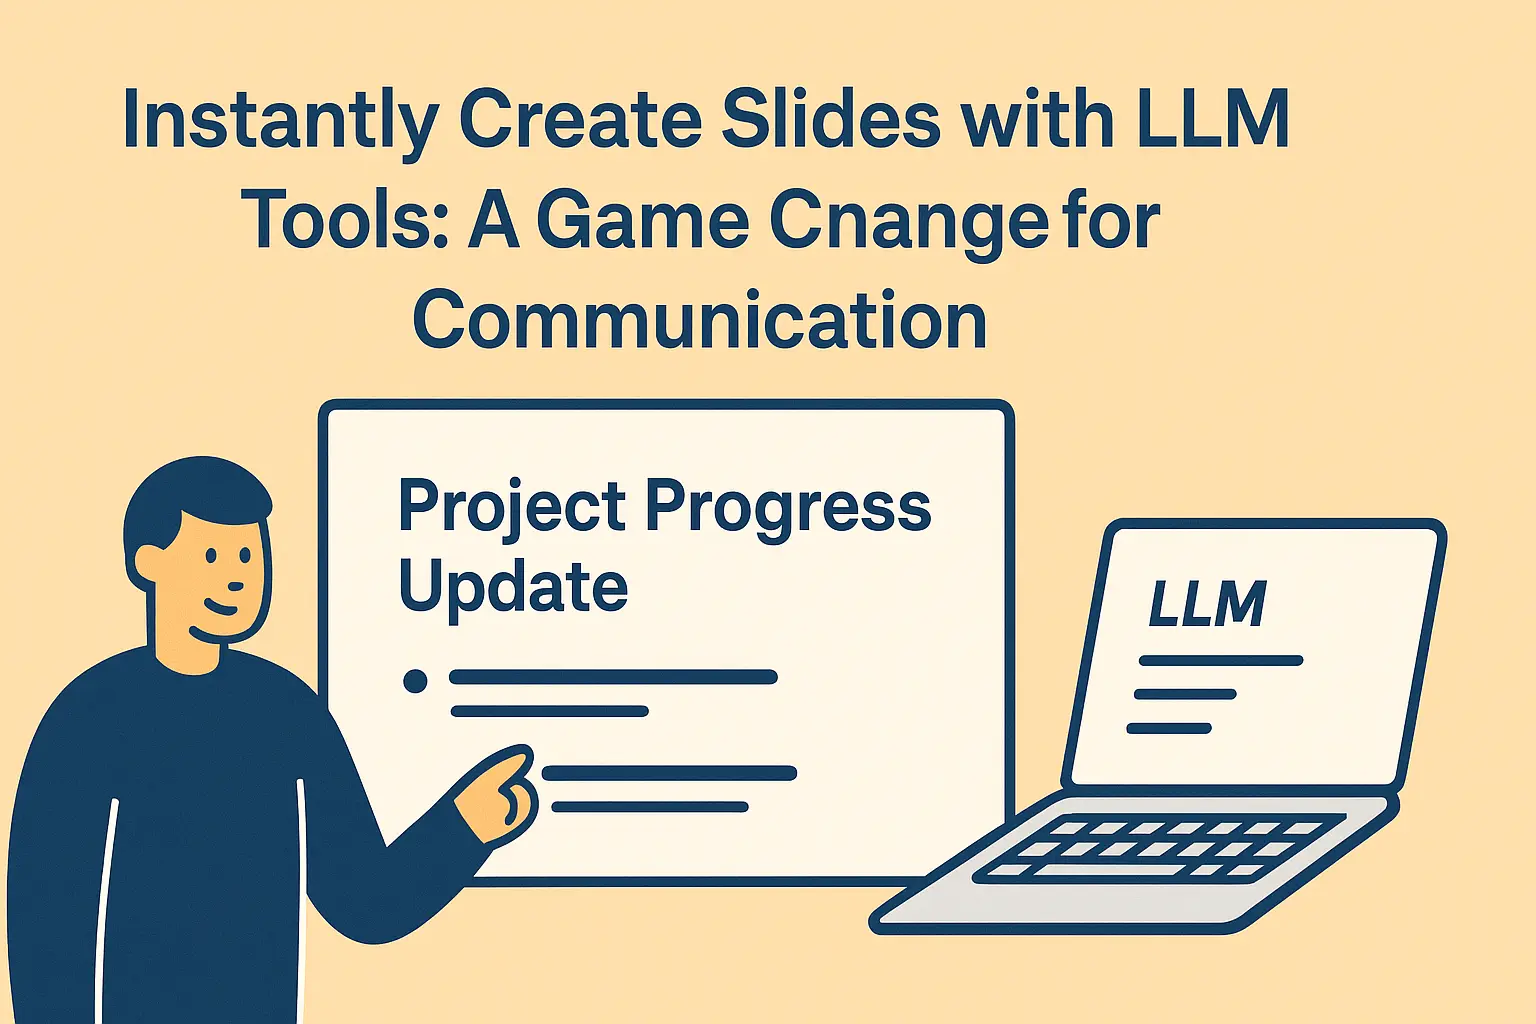 Instantly Create Slides with LLM
Tools: A Game Cnange for
Communication
Project Progress
Update
LLM